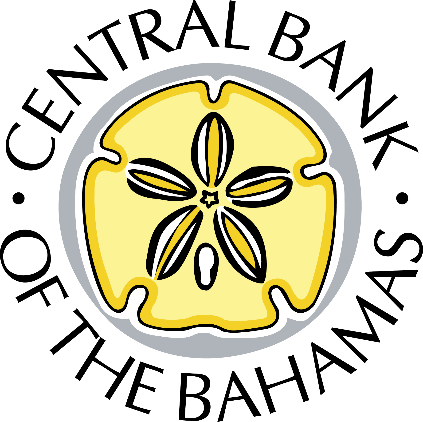 • CENTRAL BANK •
OF THE BAHAMAS